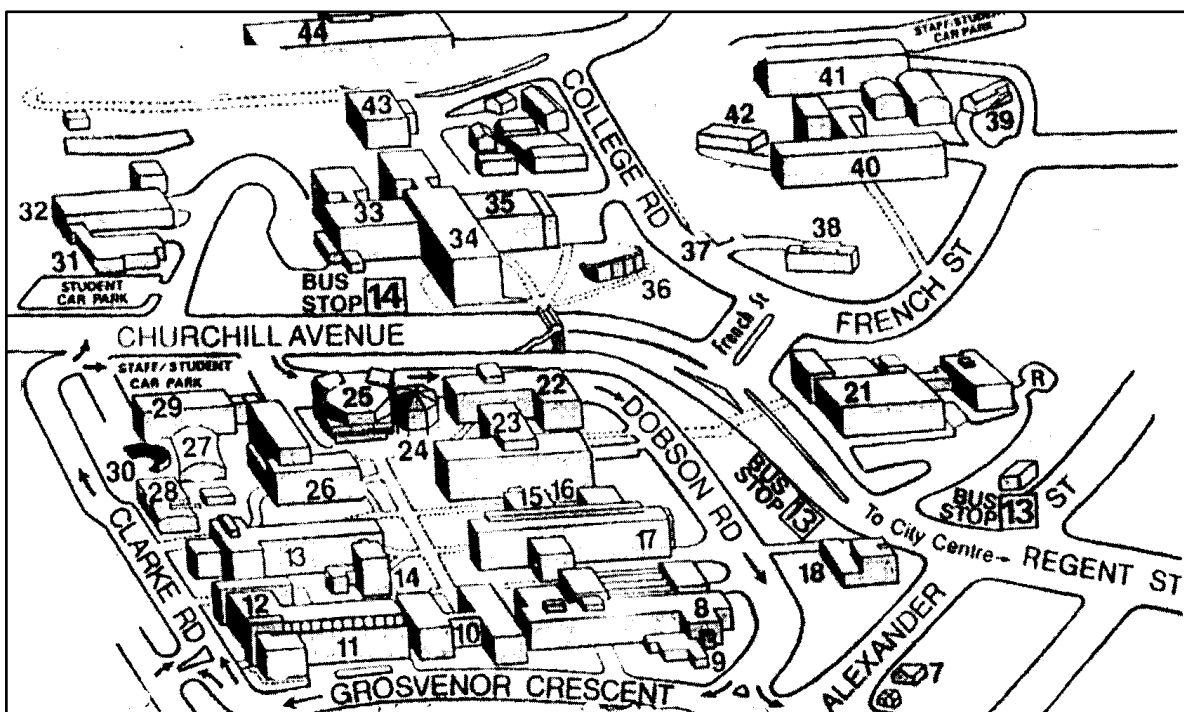 44
STAFF/STUDENT
CAR PARK
41
43
42
39
COLLEGE RD
40
32
33
35
34
31
38
37
STUDENT
CAR PARK
BUS
STOP 14
36
FRENCH ST
French St
CHURCHILL AVENUE
STAFF/STUDENT
CAR PARK
29
25
22
21
R
23
24
DOBSON RD
27
30
28
26
15
16
BUS
STOP 13
BUS
STOP 13
ST
13
17
To City Centre
REGENT ST
18
14
CLARKE RD
12
8
10
11
9
ALEXANDER
7
GROSVENOR CRESCENT